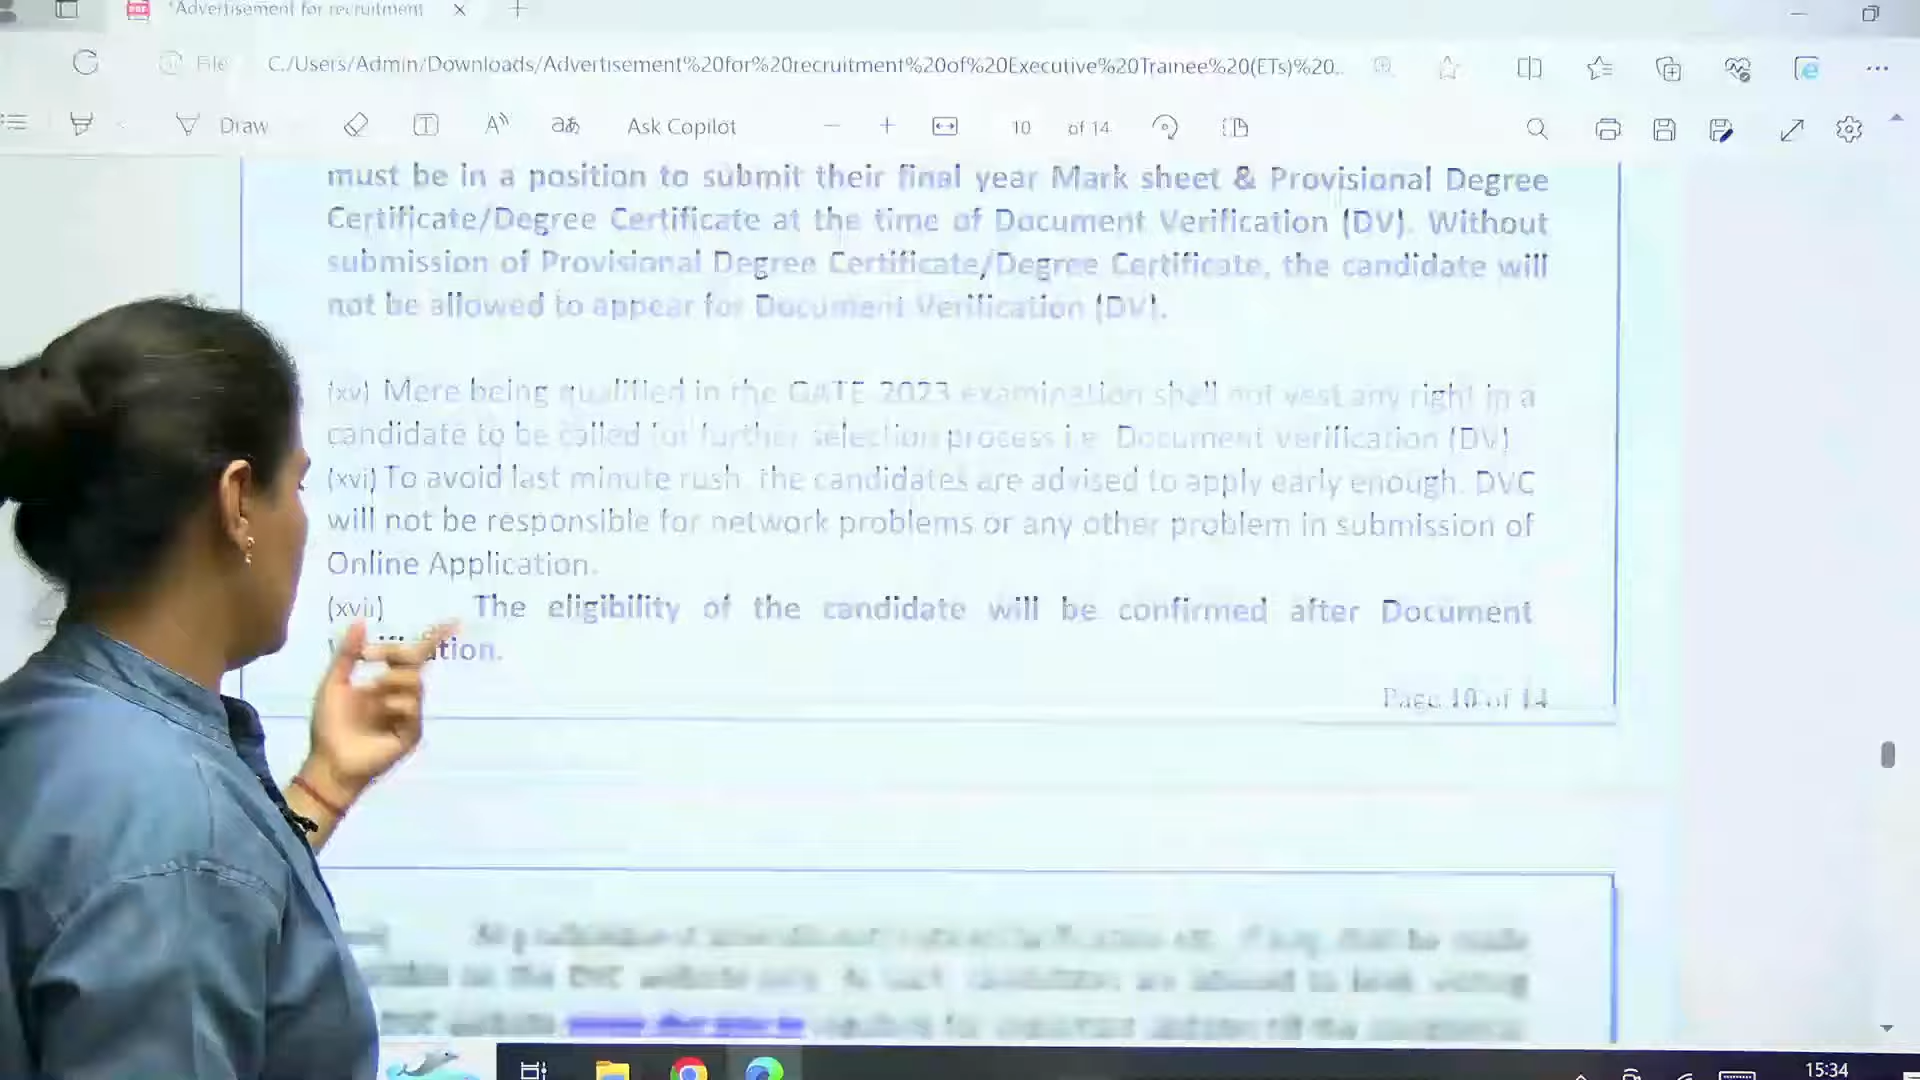 *Advertisement for recruitment
File C:/Users/Admin/Downloads/Advertisement%20for%20recruitment%20of%20Executive%20Trainee%20(ETs)%20...
Draw Ask Copilot 10 of 14
must be in a position to submit their final year Mark sheet & Provisional Degree
Certificate/Degree Certificate at the time of Document Verification (DV). Without
submission of Provisional Degree Certificate/Degree Certificate, the candidate will
not be allowed to appear for Document Verification (DV).
(xv) Mere being qualified in the GATE 2023 examination shall not vest any right in a
candidate to be called for further selection process i.e. Document verification (DV)
(xvi) To avoid last minute rush, the candidates are advised to apply early enough. DVC
will not be responsible for network problems or any other problem in submission of
Online Application.
(xvii) The eligibility of the candidate will be confirmed after Document
tion.
Page 10 of 14
15:34